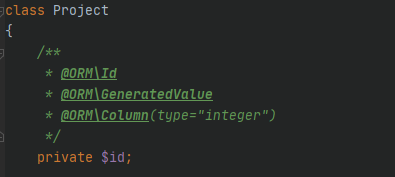 class Project
{
    /**
     * @ORM\Id
     * @ORM\GeneratedValue
     * @ORM\Column(type="integer")
     */
    private $id;